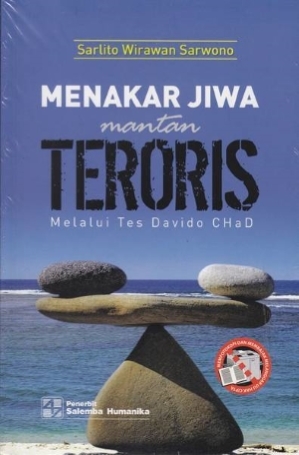 Sarlito Wirawan Sarwono
MENAKAR JIWA
mantan
TERORIS
Melalui Tes Davido CHaD
Penerbit
Salemba Humanika